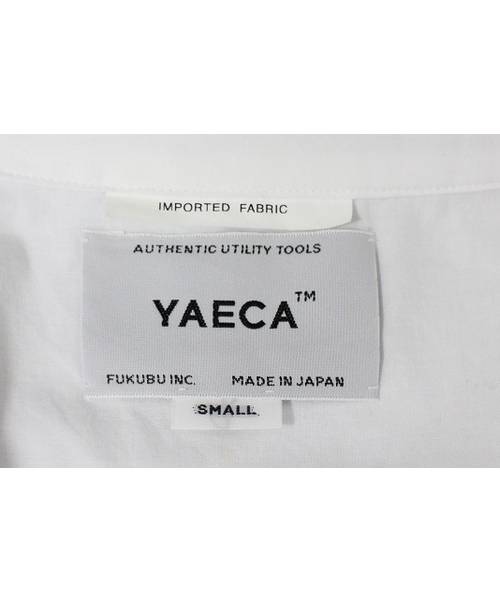 IMPORTED FABRIC
AUTHENTIC UTILITY TOOLS
YAECA™
FUKUBU INC. MADE IN JAPAN
SMALL